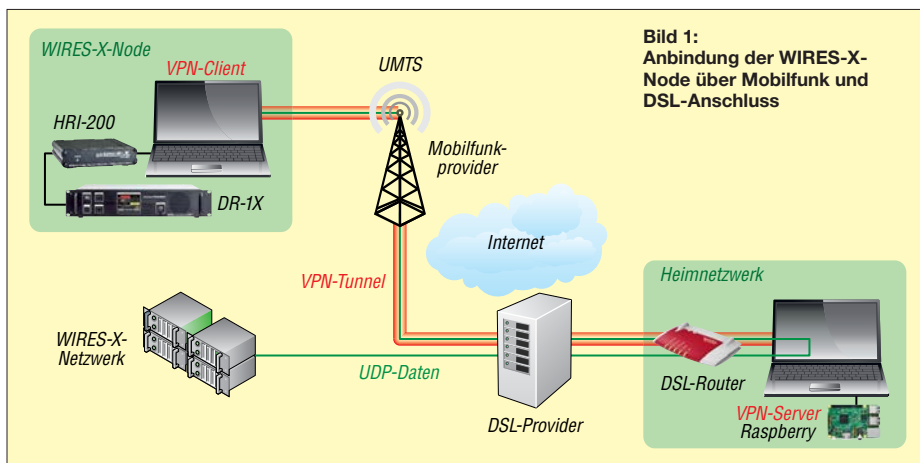 WIRES-X-Node
VPN-Client
HRI-200
DR-1X
UMTS
Mobilfunk-
provider
Bild 1:
Anbindung der WIRES-X-
Node über Mobilfunk und
DSL-Anschluss
Internet
VPN-Tunnel
WIRES-X-
Netzwerk
UDP-Daten
DSL-Provider
Heimnetzwerk
DSL-Router
VPN-Server
Raspberry